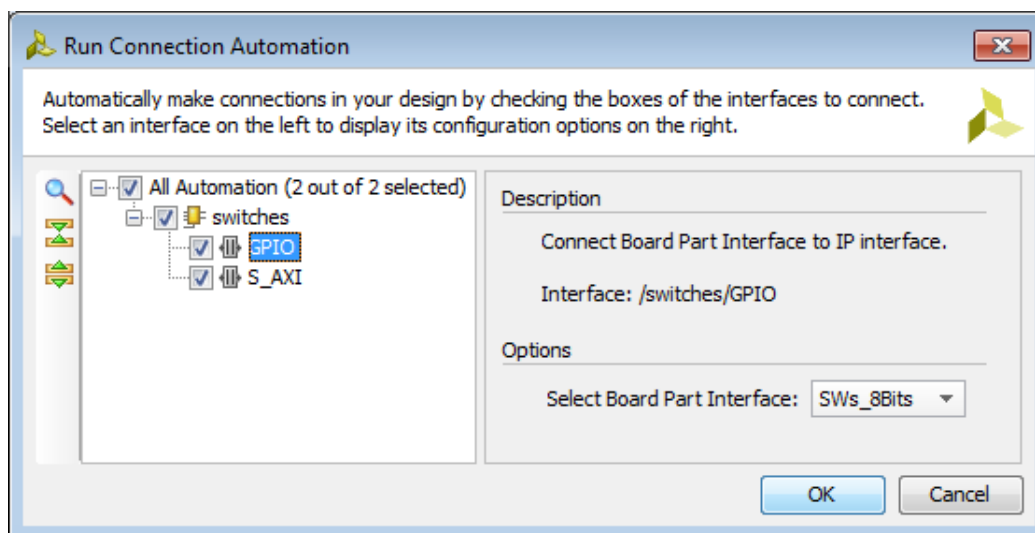 Run Connection Automation
Automatically make connections in your design by checking the boxes of the interfaces to connect.
Select an interface on the left to display its configuration options on the right.
All Automation (2 out of 2 selected)
switches
GPIO
S_AXI
Description
Connect Board Part Interface to IP interface.
Interface: /switches/GPIO
Options
Select Board Part Interface: SWs_8Bits
OK Cancel